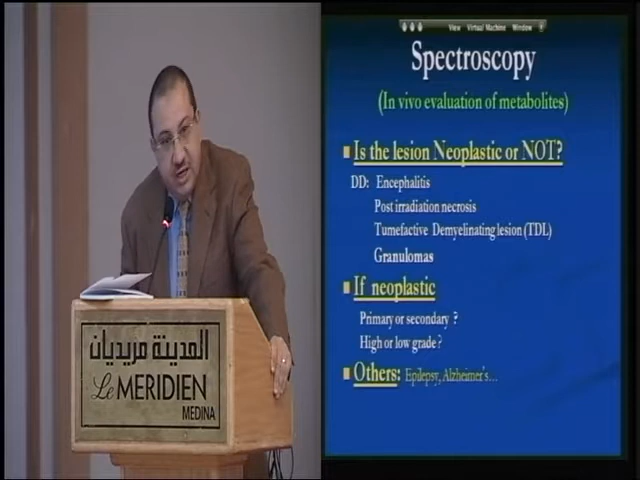 المدينة مريديان
Le MERIDIEN
MEDINA
View Virtual Machine Window
Spectroscopy
(In vivo evaluation of metabolites)
Is the lesion Neoplastic or NOT?
DD: Encephalitis
Post irradiation necrosis
Tumefactive Demyelinating lesion (TDL)
Granulomas
If neoplastic
Primary or secondary ?
High or low grade ?
Others: Epilepsy, Alzheimer's...